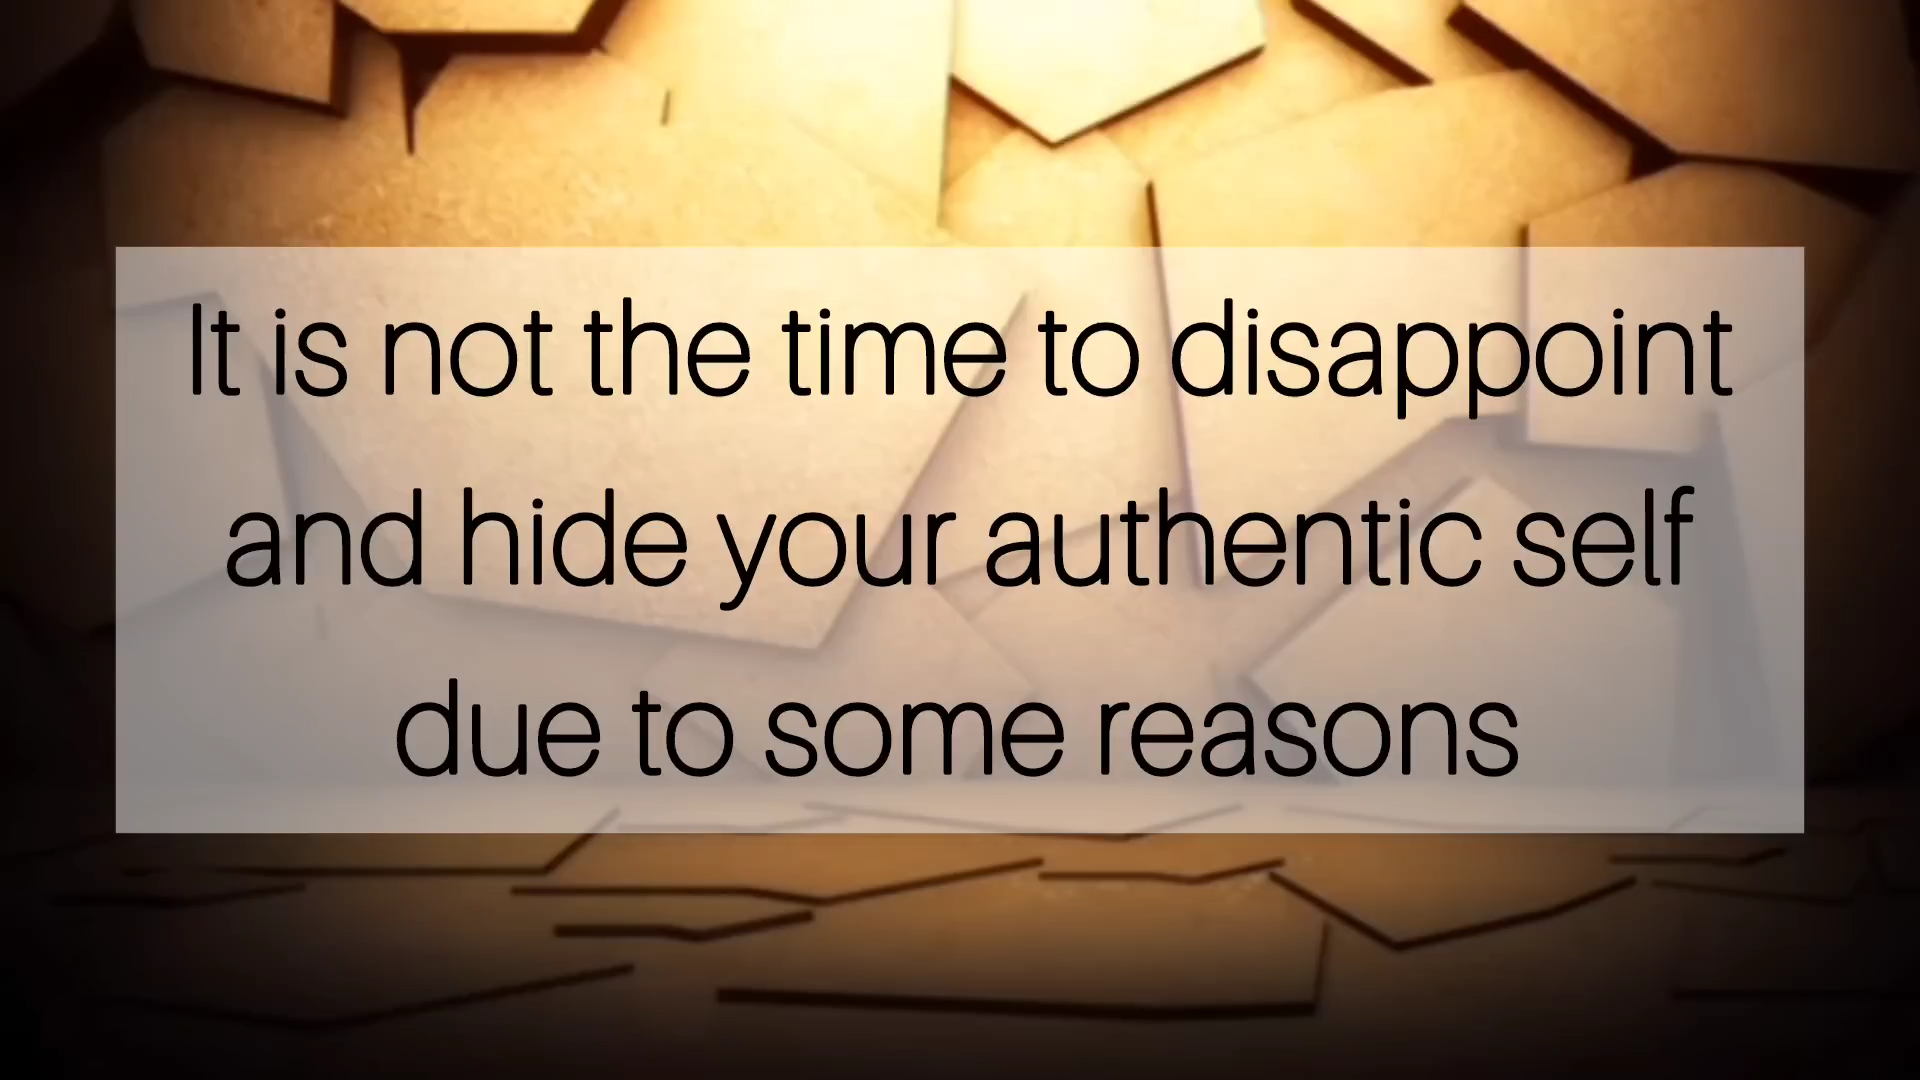 It is not the time to disappoint
and hide your authentic self
due to some reasons